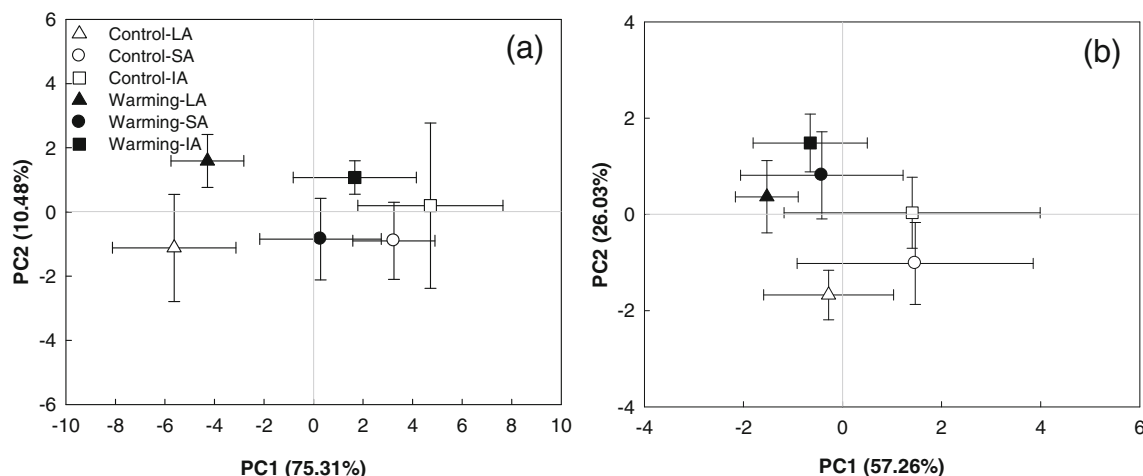 (a)
Control-LA
Control-SA
Control-IA
Warming-LA
Warming-SA
Warming-IA
6
4
2
0
-2
-4
-6
PC2 (10.48%)
-10 -8 -6 -4 -2 0 2 4 6 8 10
PC1 (75.31%)
(b)
4
2
0
-2
-4
PC2 (26.03%)
-4 -2 0 2 4 6
PC1 (57.26%)